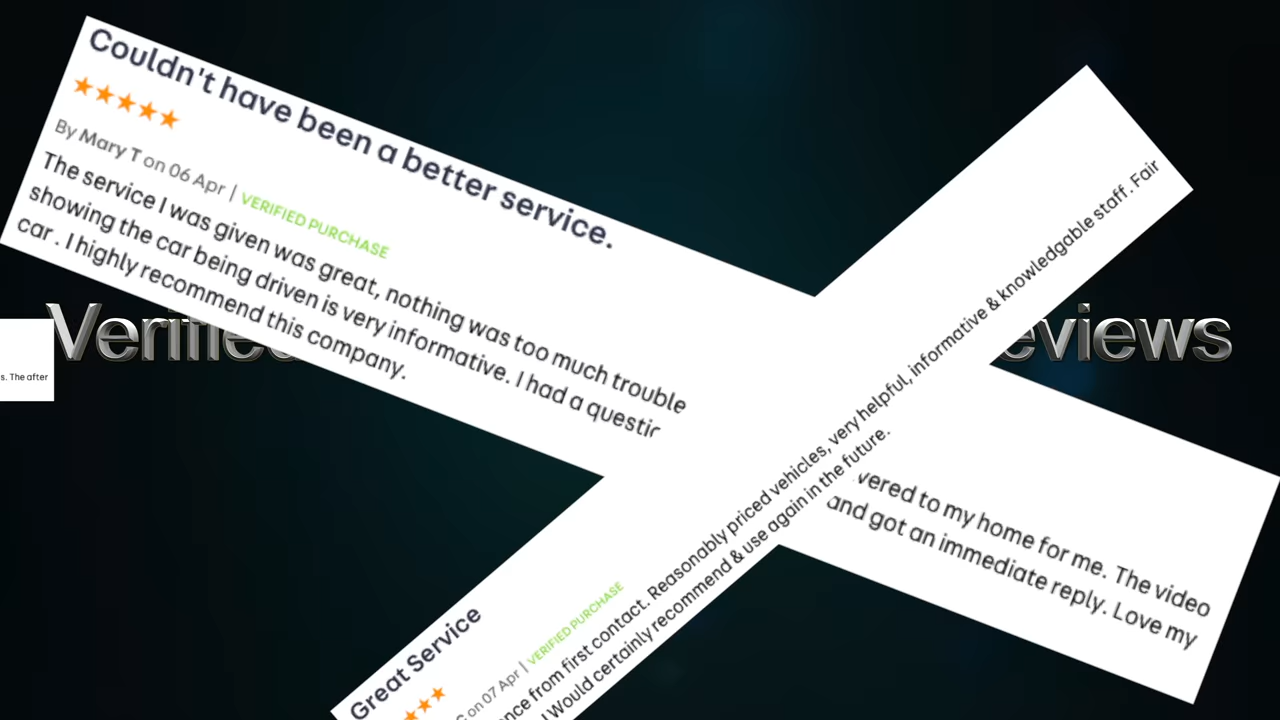 Couldn't have been a better service.
By Mary T on 06 Apr | VERIFIED PURCHASE
The service I was given was great, nothing was too much trouble vered to my home for me. The video
showing the car being driven is very informative. I had a and got an immediate reply. Love my
car . I highly recommend this company.
s. The after
Great Service
on 07 Apr | VERIFIED PURCHASE
from first contact. Reasonably priced vehicles, very helpful, informative & knowledgable staff . Fair
I Would certainly recommend & use again in the future.